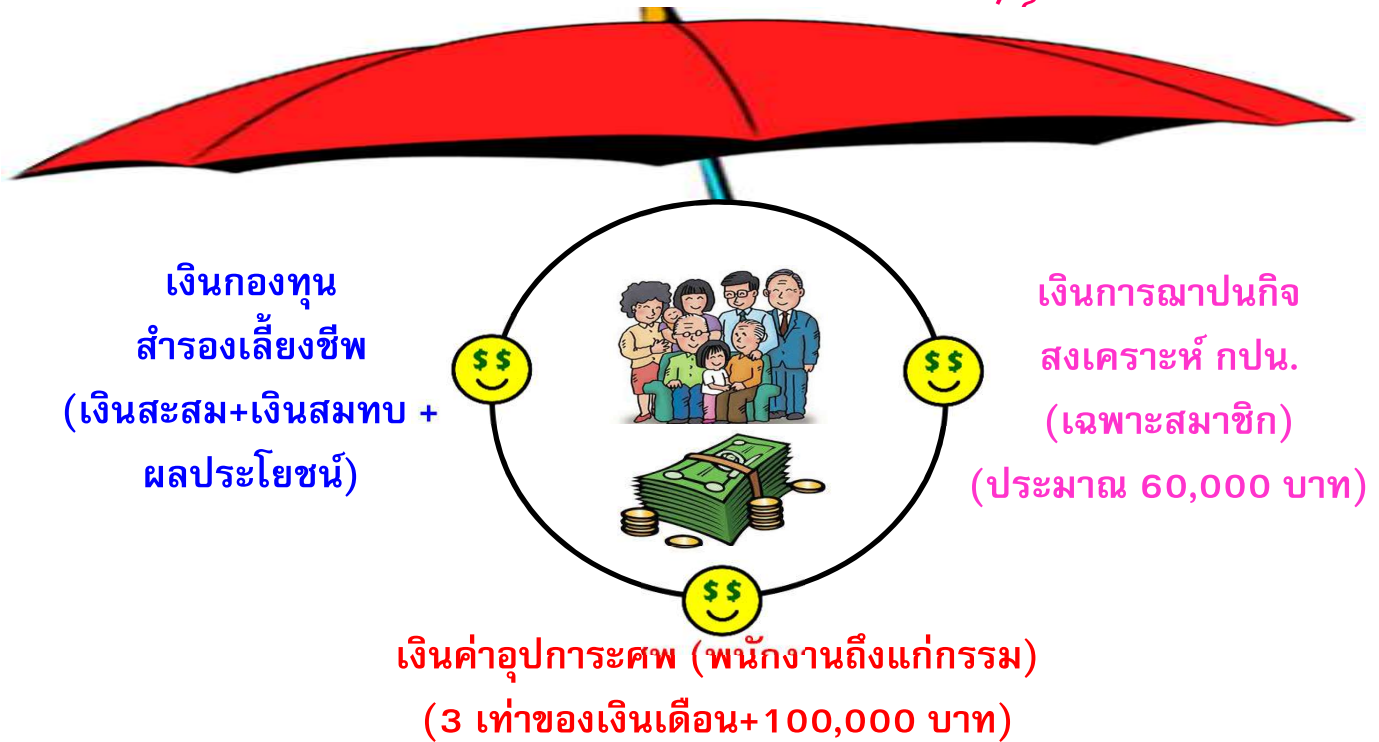 เงินกองทุน
สำรองเลี้ยงชีพ
(เงินสะสม+เงินสมทบ +
ผลประโยชน์)
เงินการฌาปนกิจ
สงเคราะห์ กปน.
(เฉพาะสมาชิก)
(ประมาณ 60,000 บาท)
$$
$$
$$
เงินค่าอุปการะศพ (พนักงานถึงแก่กรรม)
(3 เท่าของเงินเดือน+100,000 บาท)